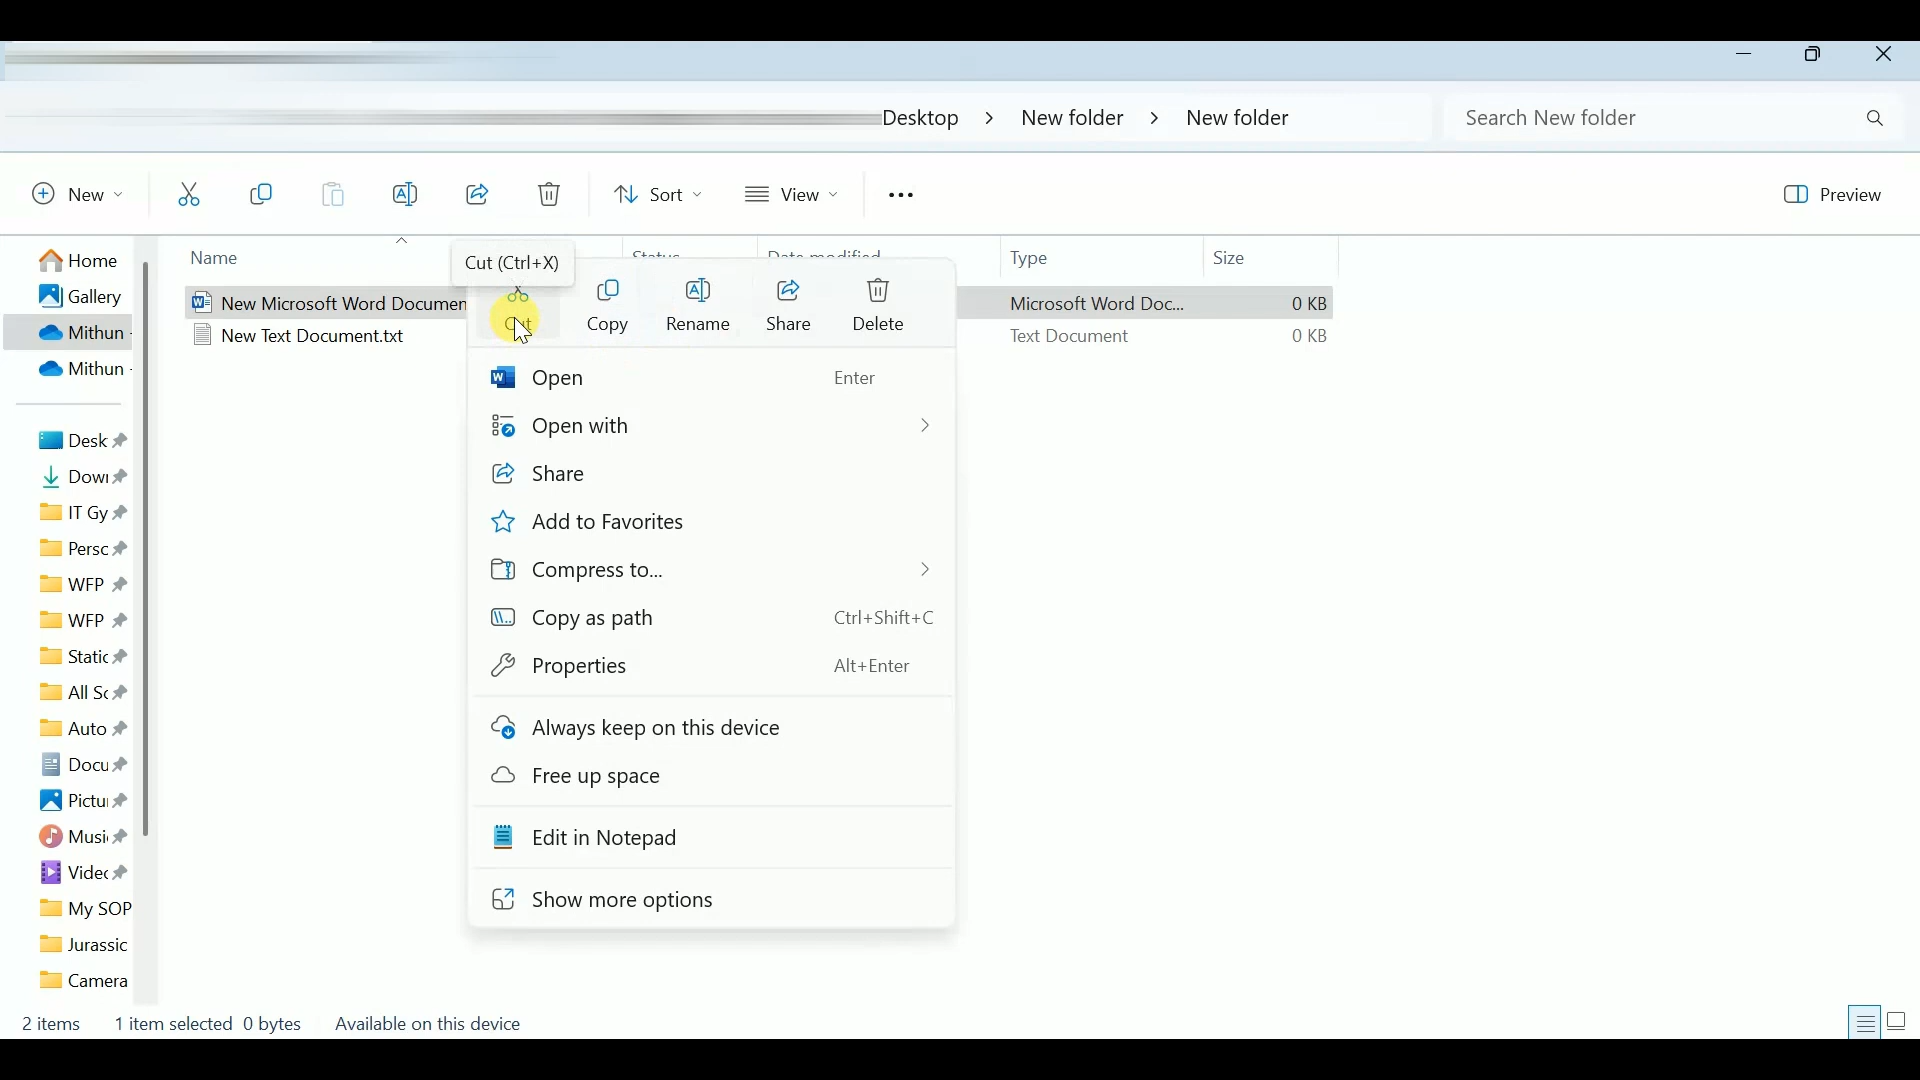 Desktop > New folder > New folder
Search New folder
New
Sort
View
Preview
Home
Gallery
Mithun
Mithun
Desk
Dow
IT Gy
Persc
WFP
WFP
Static
All Sc
Auto
Docu
Pictu
Musi
Video
My SOP
Jurassic
Camera
Name
Status
Date modified
Type
Size
New Microsoft Word Documen
Microsoft Word Doc...
0 KB
New Text Document.txt
Text Document
0 KB
Cut (Ctrl+X)
Cut
Copy
Rename
Share
Delete
Open Enter
Open with
Share
Add to Favorites
Compress to...
Copy as path Ctrl+Shift+C
Properties Alt+Enter
Always keep on this device
Free up space
Edit in Notepad
Show more options
2 items
1 item selected 0 bytes
Available on this device